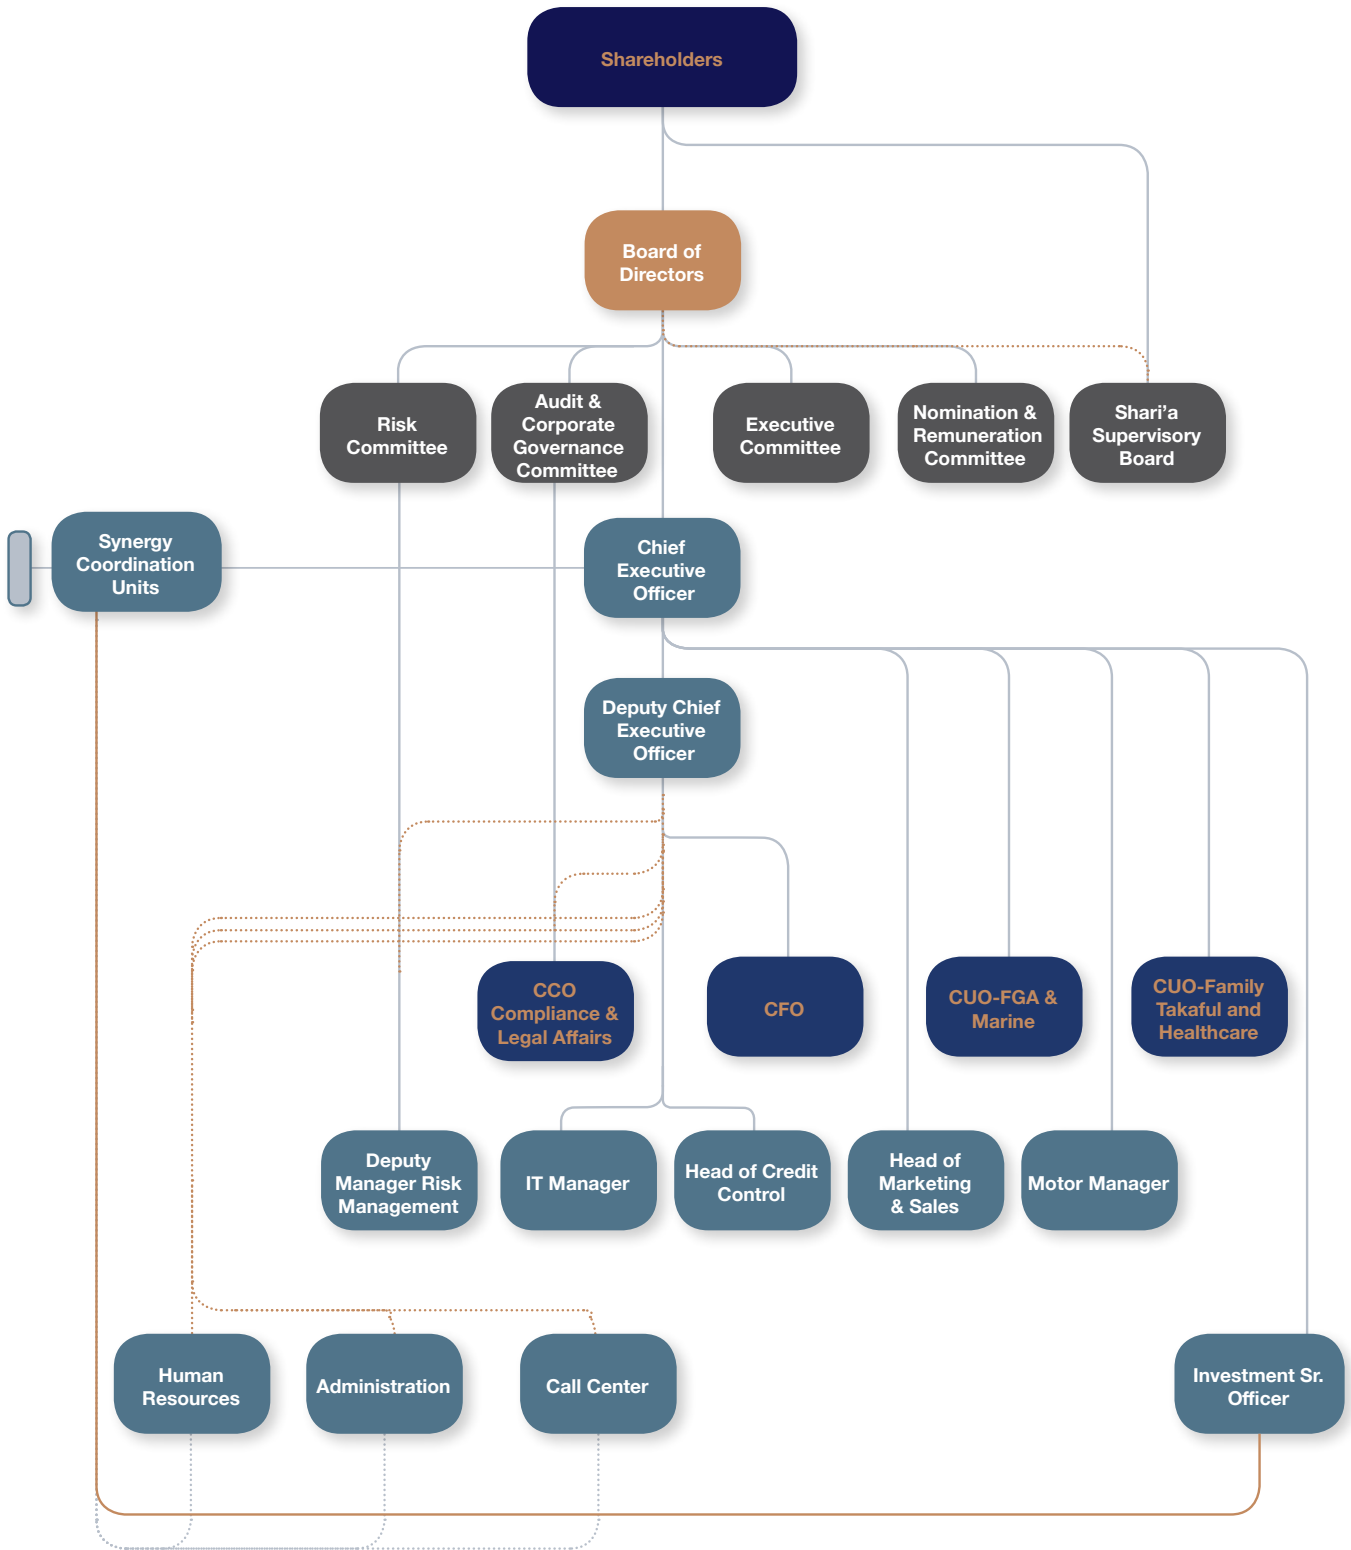 Shareholders
Board of
Directors
Risk
Committee
Audit &
Corporate
Governance
Committee
Executive
Committee
Nomination &
Remuneration
Committee
Shari’a
Supervisory
Board
Synergy
Coordination
Units
Chief
Executive
Officer
Deputy Chief
Executive
Officer
CCO
Compliance &
Legal Affairs
CFO
CUO-FGA &
Marine
CUO-Family
Takaful and
Healthcare
Deputy
Manager Risk
Management
IT Manager
Head of Credit
Control
Head of
Marketing
& Sales
Motor Manager
Human
Resources
Administration
Call Center
Investment Sr.
Officer